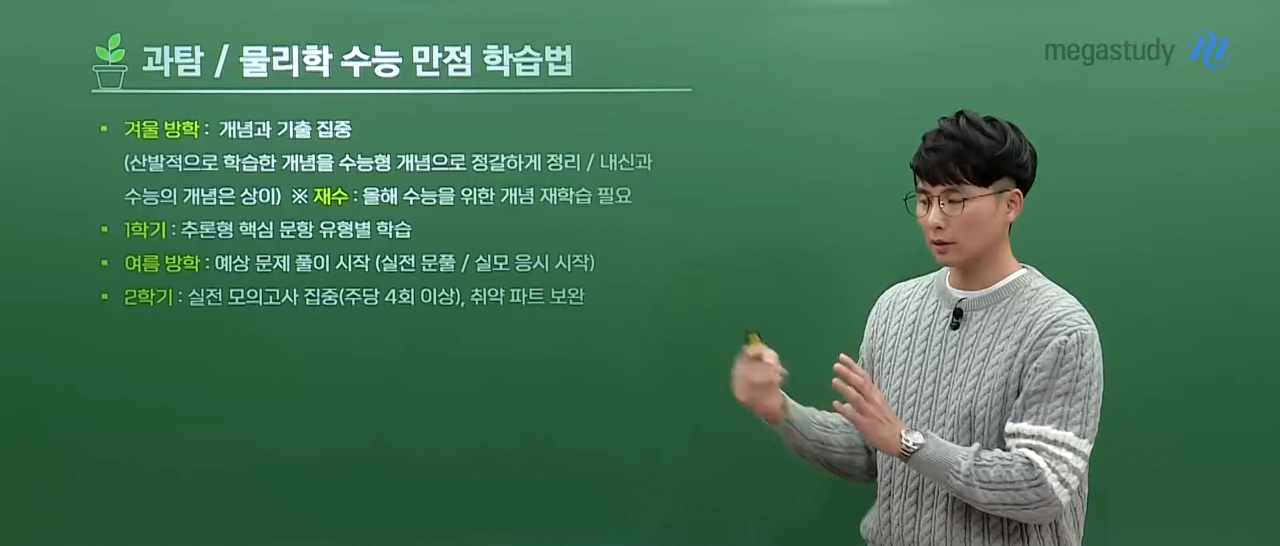 과탐 / 물리학 수능 만점 학습법
megastudy
▪ 겨울 방학 : 개념과 기출 집중
(산발적으로 학습한 개념을 수능형 개념으로 정갈하게 정리 / 내신과
수능의 개념은 상이) ※ 재수 : 올해 수능을 위한 개념 재학습 필요
▪ 1학기 : 추론형 핵심 문항 유형별 학습
▪ 여름 방학 : 예상 문제 풀이 시작 (실전 문풀 / 실모 응시 시작)
▪ 2학기 : 실전 모의고사 집중(주당 4회 이상), 취약 파트 보완